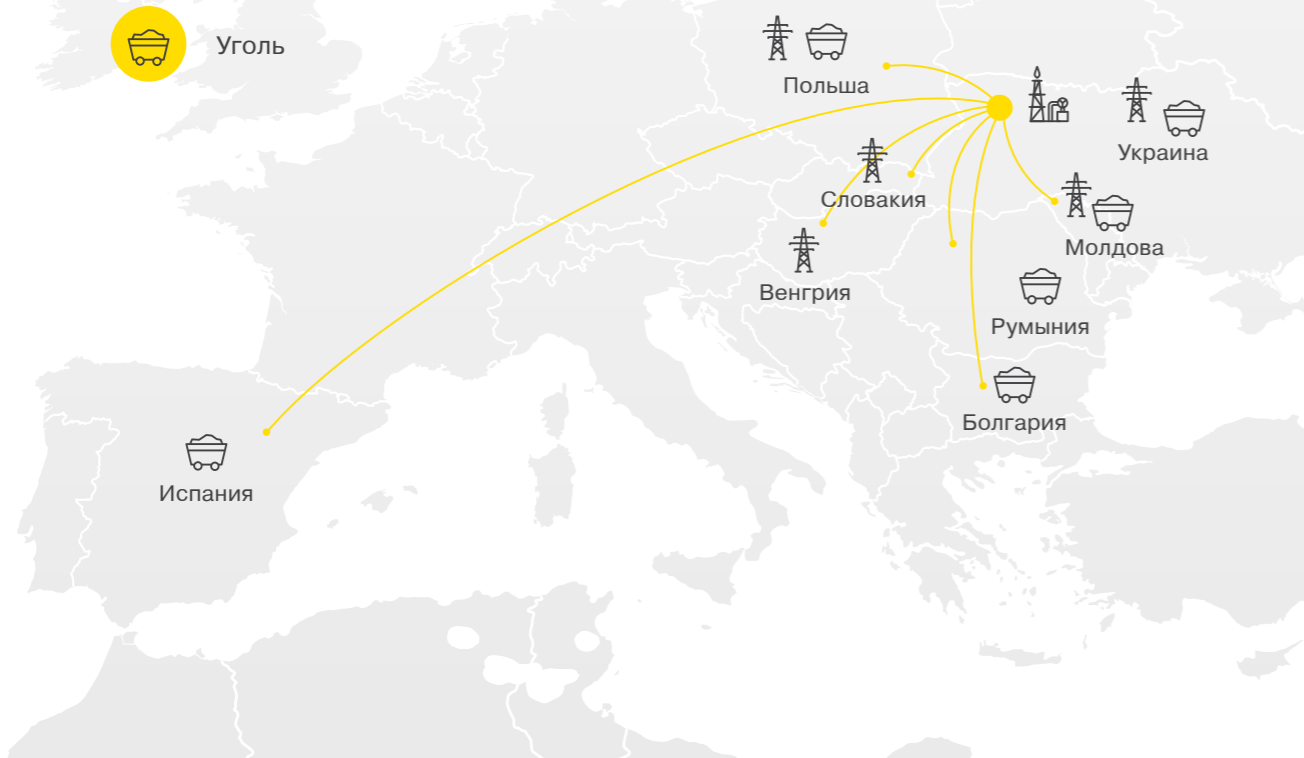 Уголь
Польша
Украина
Словакия
Молдова
Венгрия
Румыния
Болгария
Испания